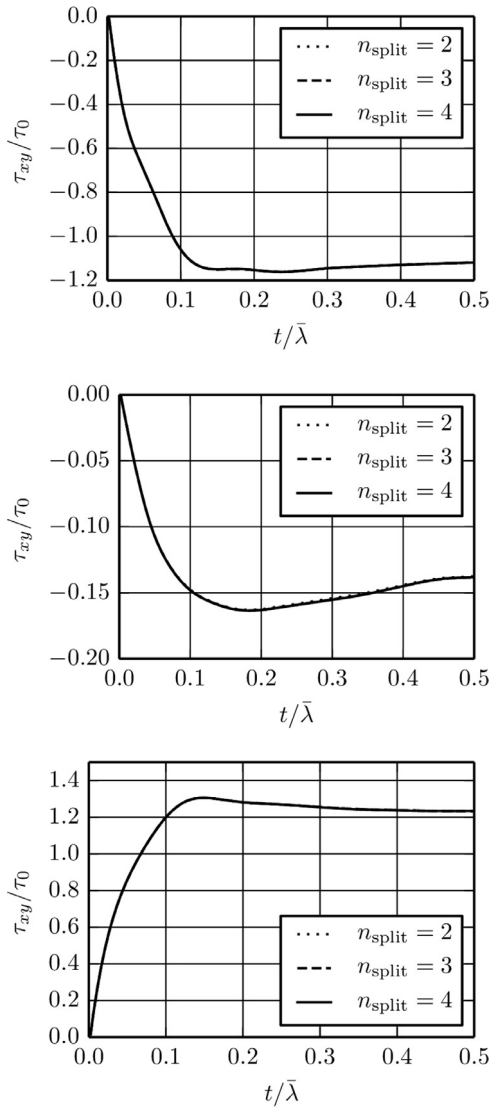 0.0
−0.2
−0.4
−0.6
−0.8
−1.0
−1.2
τxy/τ0
nsplit = 2
nsplit = 3
nsplit = 4
0.0 0.1 0.2 0.3 0.4 0.5
t/λ̄
0.00
−0.05
−0.10
−0.15
−0.20
τxy/τ0
nsplit = 2
nsplit = 3
nsplit = 4
0.0 0.1 0.2 0.3 0.4 0.5
t/λ̄
1.4
1.2
1.0
0.8
0.6
0.4
0.2
0.0
τxy/τ0
nsplit = 2
nsplit = 3
nsplit = 4
0.0 0.1 0.2 0.3 0.4 0.5
t/λ̄